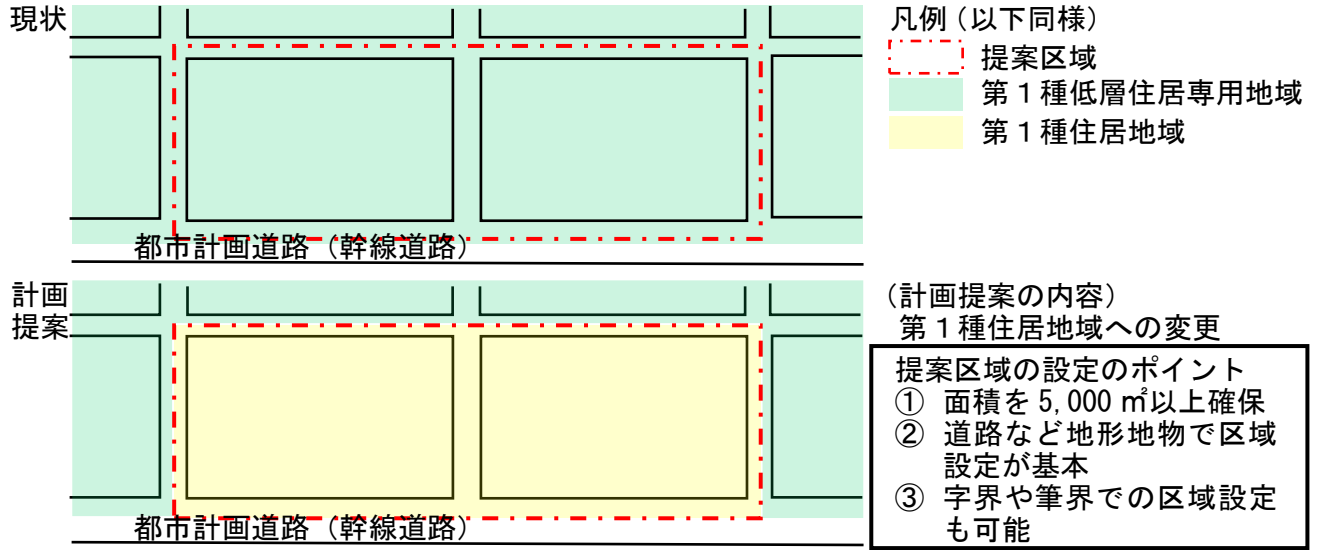 現状
凡例（以下同様）
提案区域
第１種低層住居専用地域
第１種住居地域
都市計画道路（幹線道路）
計画
提案
（計画提案の内容）
第１種住居地域への変更
提案区域の設定のポイント
① 面積を5,000㎡以上確保
② 道路など地形地物で区域
設定が基本
③ 字界や筆界での区域設定
も可能
都市計画道路（幹線道路）